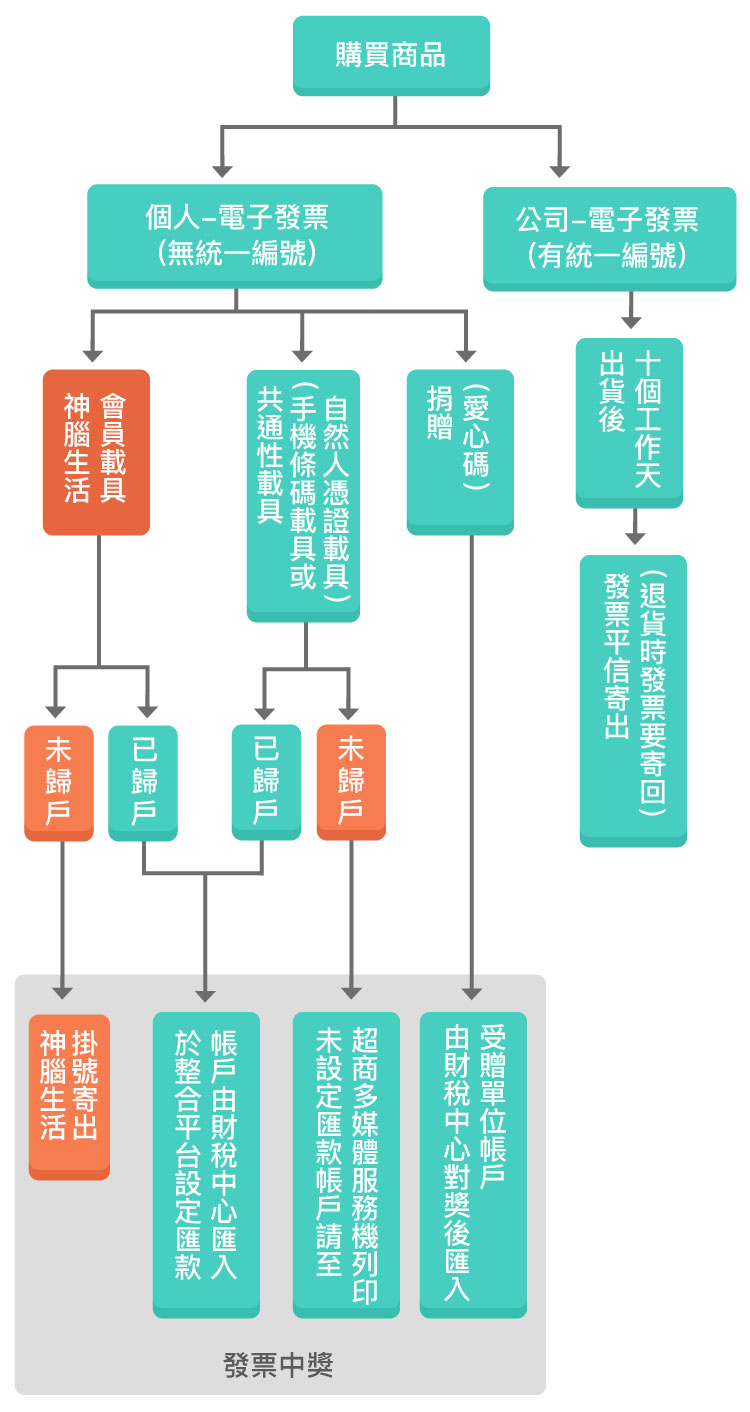 購買商品
個人–電子發票
(無統一編號)
公司–電子發票
(有統一編號)
神腦生活
會員載具
共通性載具
(手機條碼載具或
自然人憑證載具)
捐贈
(愛心碼)
出貨後
十個工作天
發票平信寄出
(退貨時發票要寄回)
未歸戶
已歸戶
已歸戶
未歸戶
神腦生活
掛號寄出
於整合平台設定匯款
帳戶由財稅中心匯入
未設定匯款帳戶請至
超商多媒體服務機列印
由財稅中心對獎後匯入
受贈單位帳戶
發票中獎